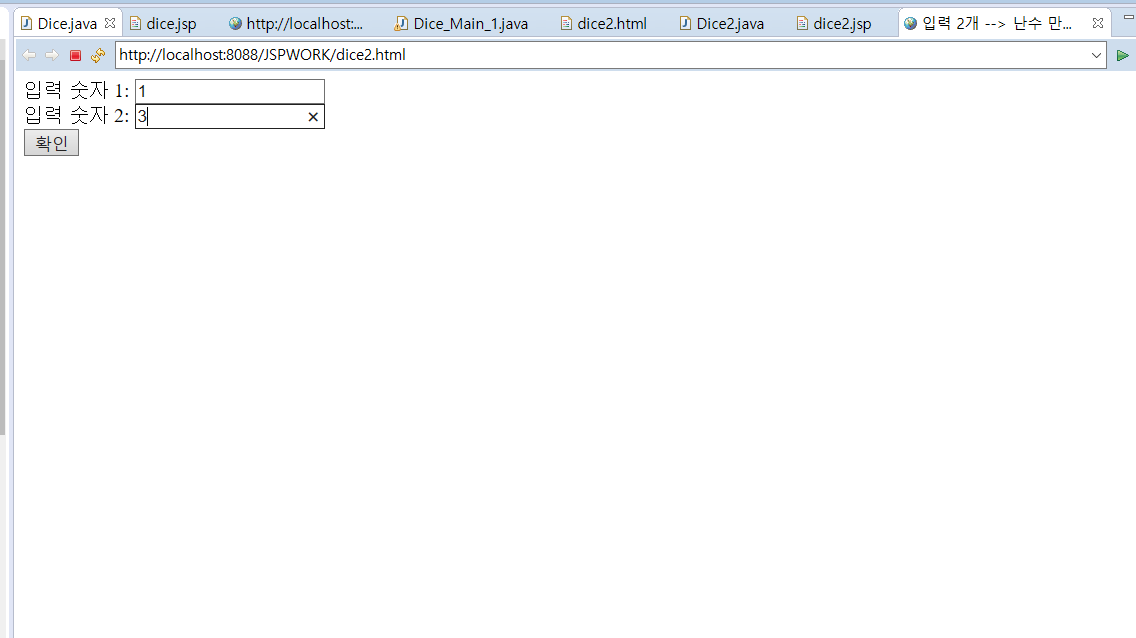 Dice.java dice.jsp http://localhost:... Dice_Main_1.java dice2.html Dice2.java dice2.jsp 입력 2개 --> 난수 만...
http://localhost:8088/JSPWORK/dice2.html
입력 숫자 1: 1
입력 숫자 2: 3
확인